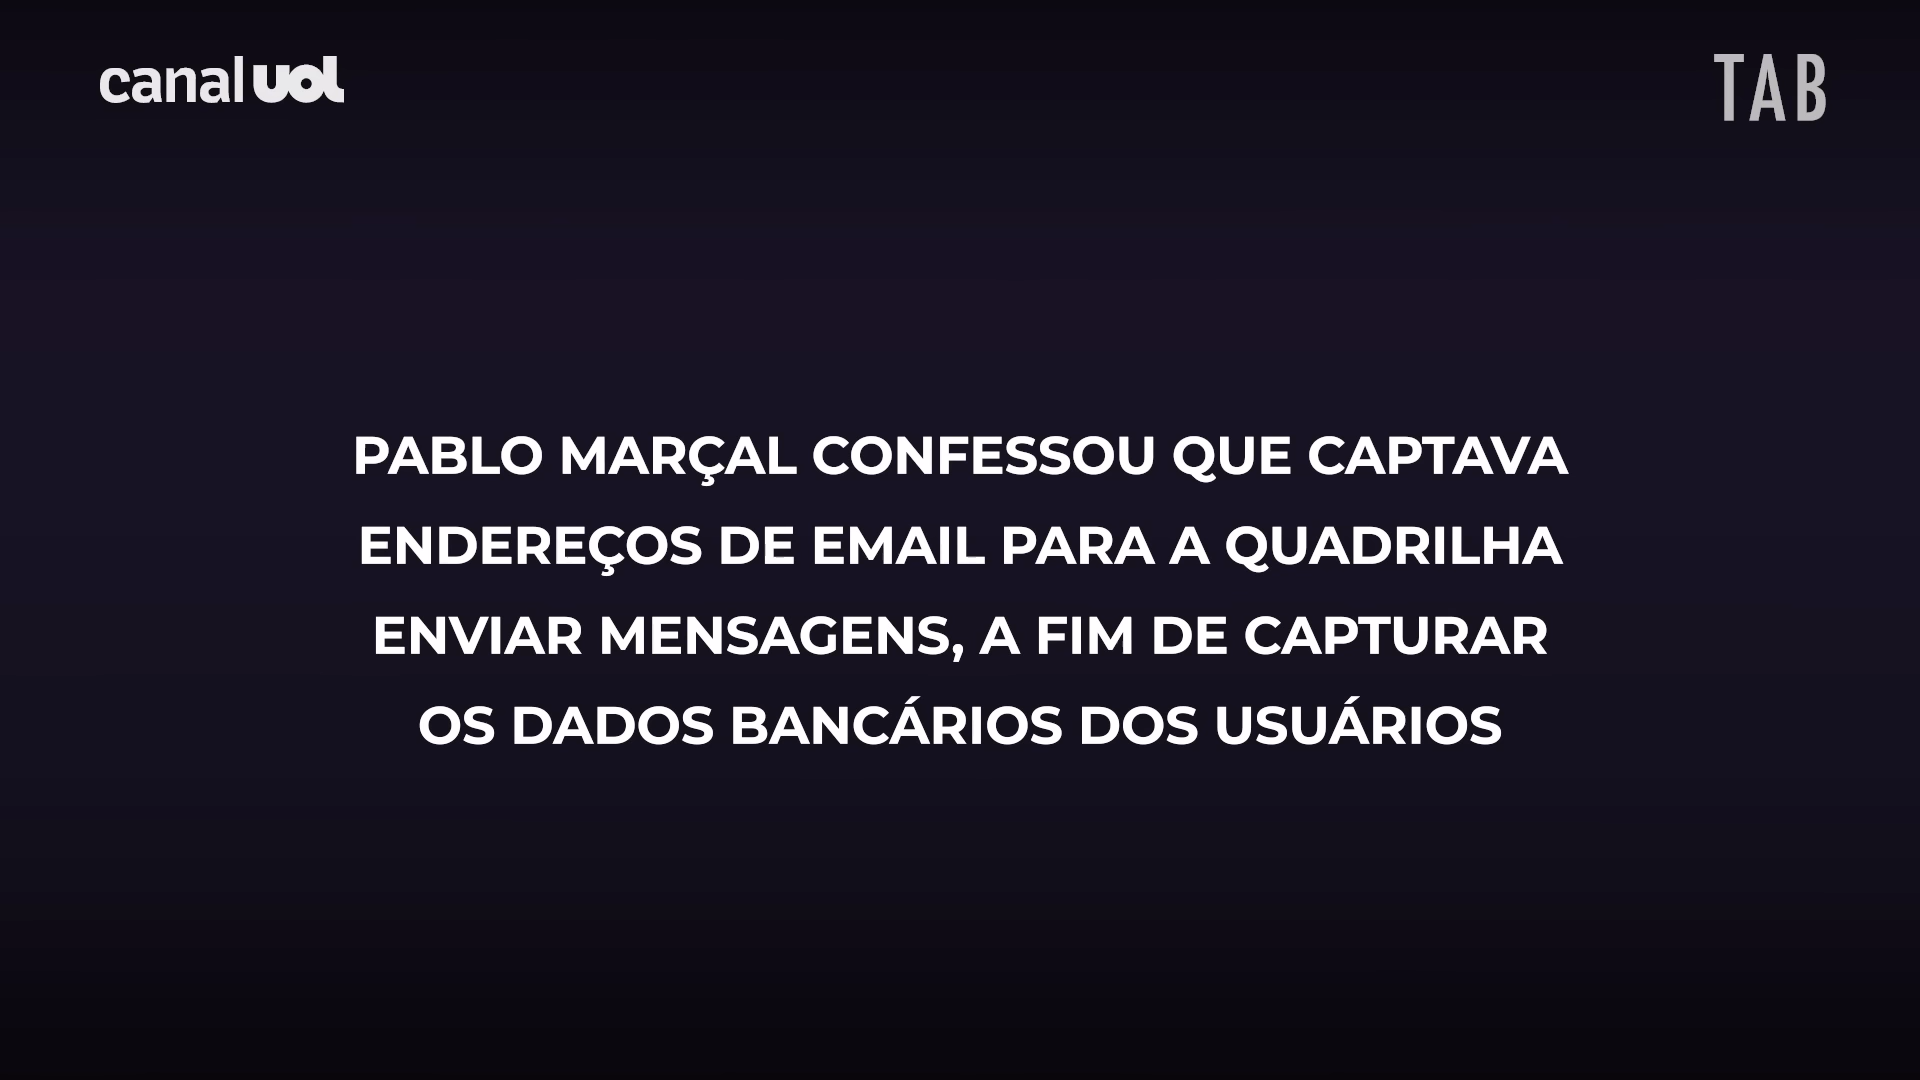 canal uol
TAB
PABLO MARÇAL CONFESSOU QUE CAPTAVA
ENDEREÇOS DE EMAIL PARA A QUADRILHA
ENVIAR MENSAGENS, A FIM DE CAPTURAR
OS DADOS BANCÁRIOS DOS USUÁRIOS